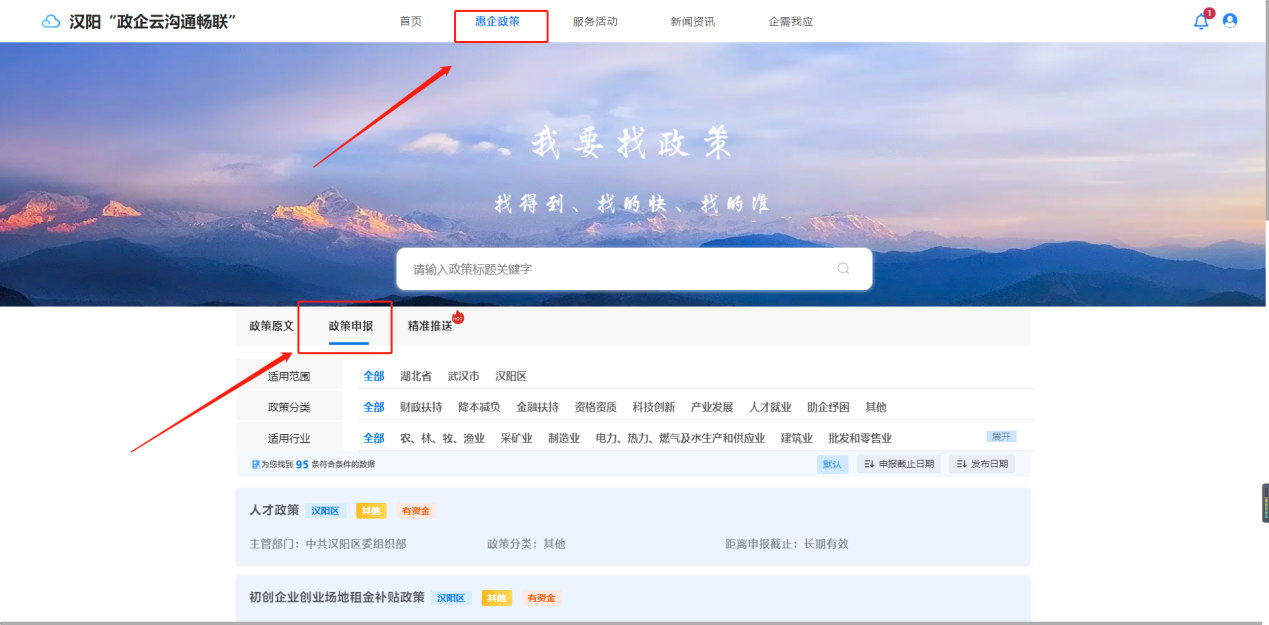 汉阳“政企云沟通畅联”
首页 惠企政策 服务活动 新闻资讯 企需我应 1
我要找政策
找得到、找的快、找的准
请输入政策标题关键字
政策原文 政策申报 精准推送 HOT
适用范围 全部 湖北省 武汉市 汉阳区
政策分类 全部 财政扶持 降本减负 金融扶持 资格资质 科技创新 产业发展 人才就业 助企纾困 其他
适用行业 全部 农、林、牧、渔业 采矿业 制造业 电力、热力、燃气及水生产和供应业 建筑业 批发和零售业 展开
为您找到 95 条符合条件的数据 默认 申报截止日期 发布日期
人才政策 汉阳区 其他 有资金
主管部门：中共汉阳区委组织部 政策分类：其他 距离申报截止：长期有效
初创企业创业场地租金补贴政策 汉阳区 其他 有资金